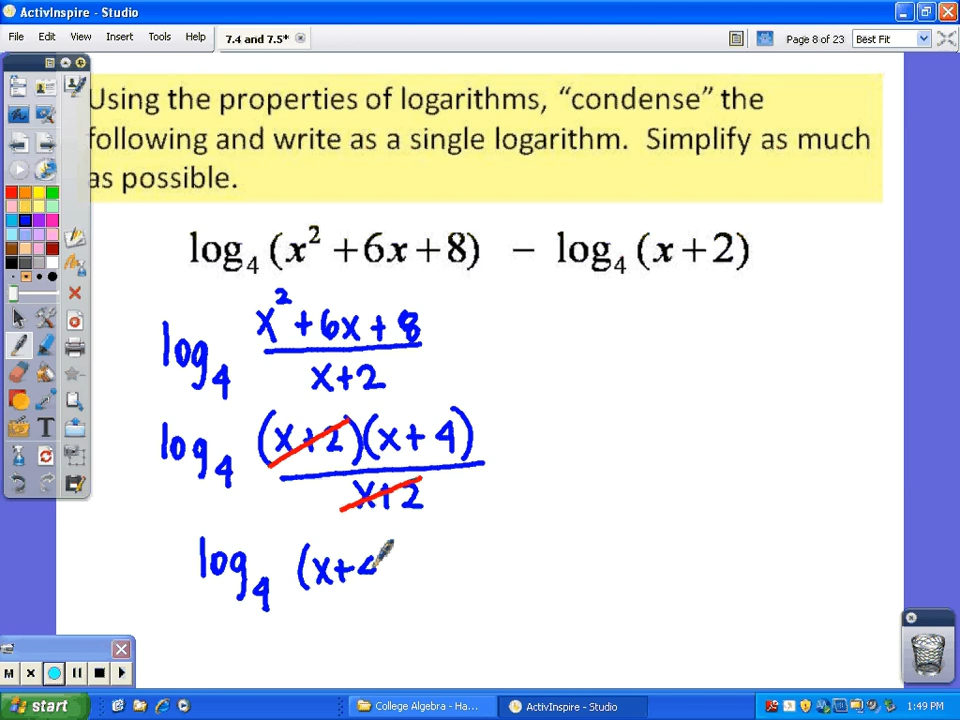 ActivInspire - Studio
File Edit View Insert Tools Help 7.4 and 7.5* Page 8 of 23 Best Fit
Using the properties of logarithms, “condense” the
following and write as a single logarithm. Simplify as much
as possible.
log₄ (x² + 6x + 8) − log₄ (x + 2)
x² + 6x + 8
log₄
x + 2
(x + 2)(x + 4)
log₄
x + 2
log₄ (x + 4
M
start College Algebra - Ha... ActivInspire - Studio 1:49 PM